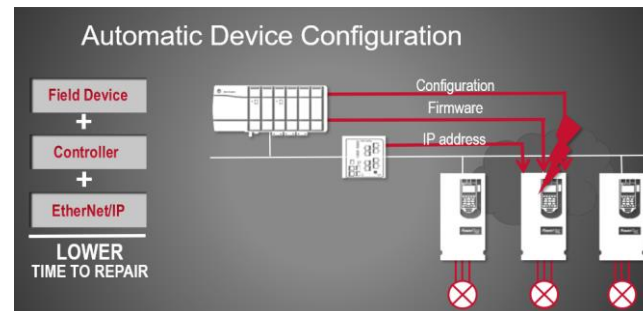 Automatic Device Configuration
Field Device
+
Controller
+
EtherNet/IP
LOWER
TIME TO REPAIR
Configuration
Firmware
IP address